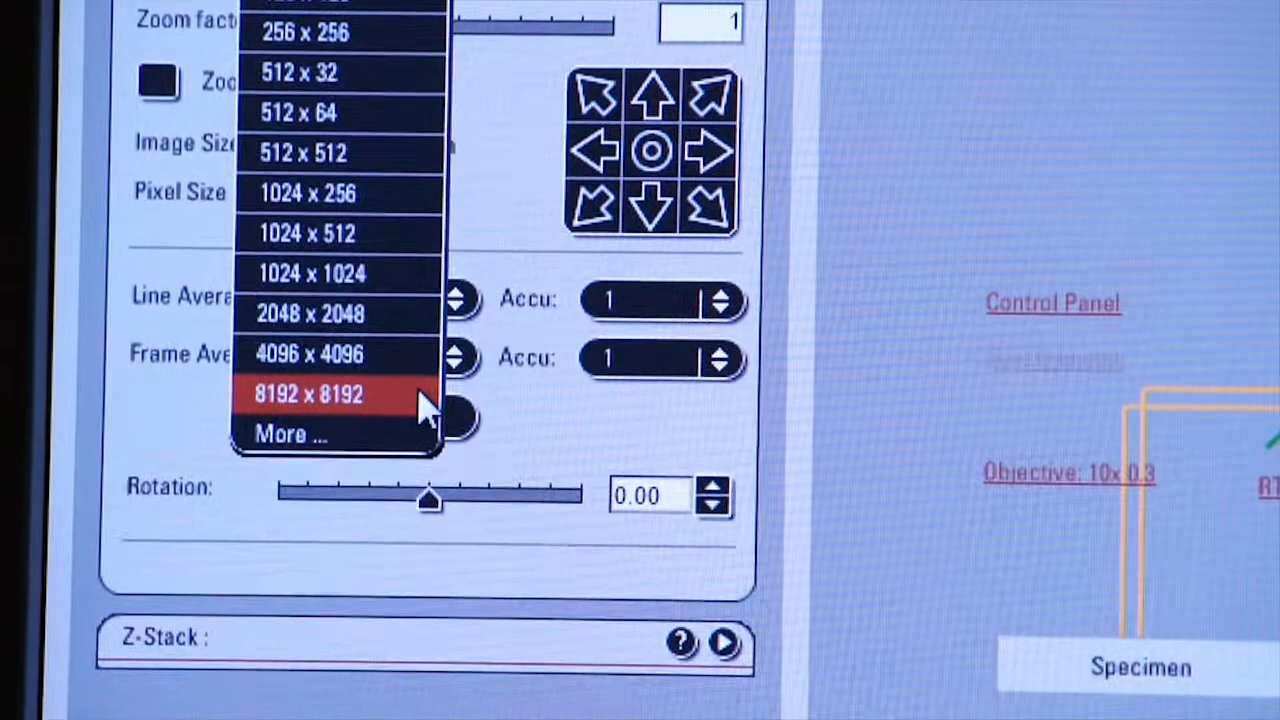 Zoom fact
1
256 x 256
Zoo
512 x 32
512 x 64
Image Size
512 x 512
Pixel Size
1024 x 256
1024 x 512
1024 x 1024
Line Avera
Accu:
1
Control Panel
2048 x 2048
Frame Ave
4096 x 4096
Accu:
1
8192 x 8192
More ...
Objective: 10x 0.3
Rotation:
0.00
RT
Z-Stack :
?
Specimen